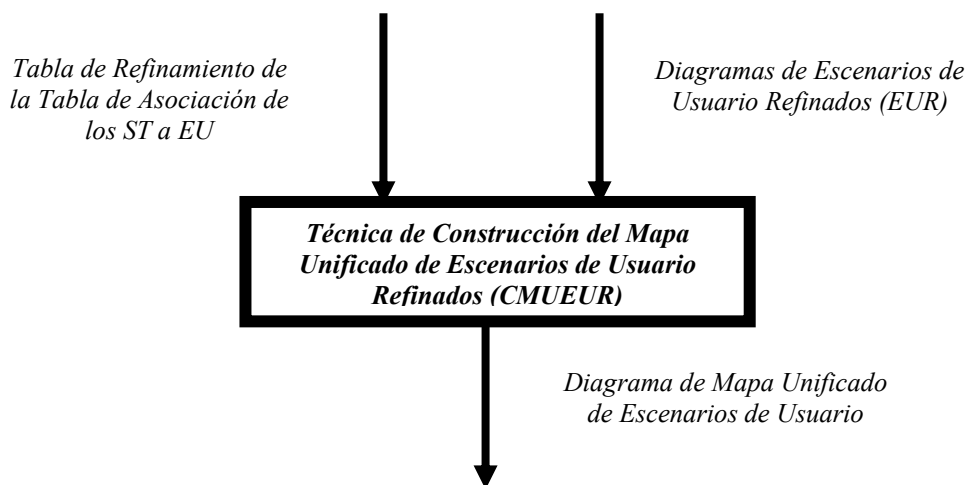 Tabla de Refinamiento de
la Tabla de Asociación de
los ST a EU
Diagramas de Escenarios de
Usuario Refinados (EUR)
Técnica de Construcción del Mapa
Unificado de Escenarios de Usuario
Refinados (CMUEUR)
Diagrama de Mapa Unificado
de Escenarios de Usuario